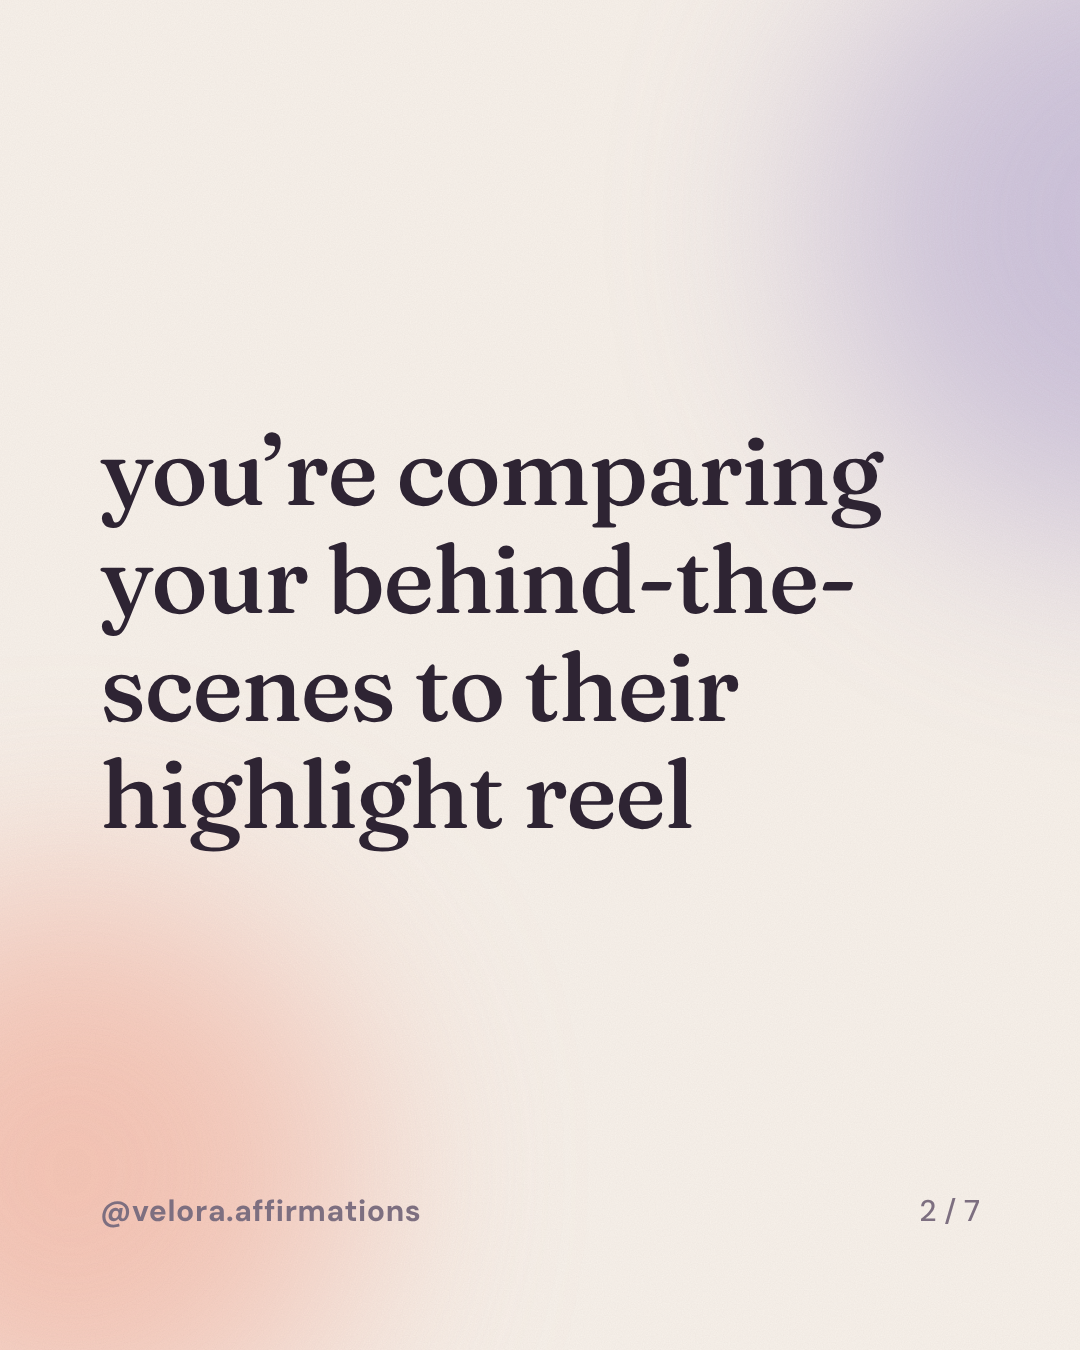 you’re comparing
your behind-the-
scenes to their
highlight reel
@velora.affirmations
2 / 7